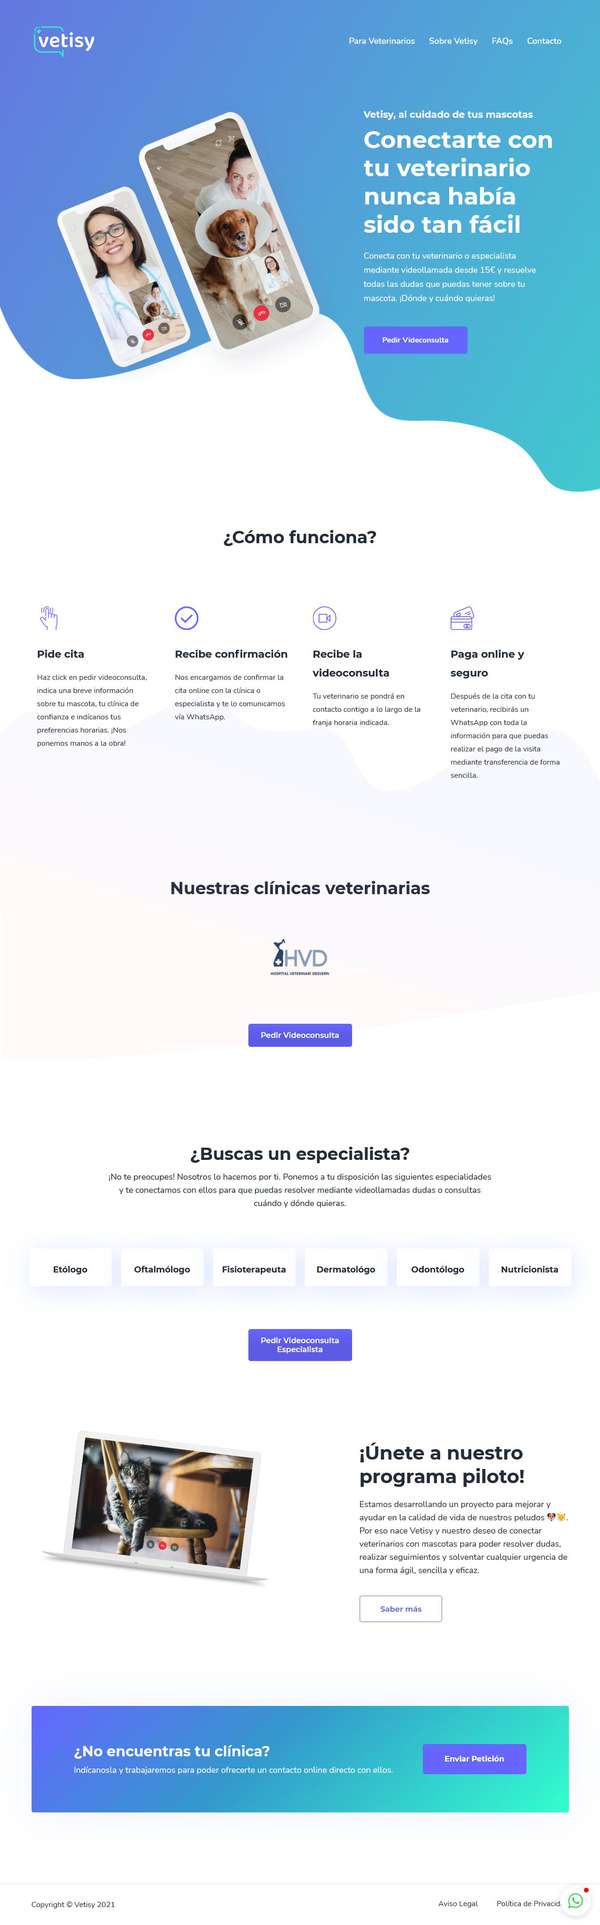 vetisy
Para Veterinarios Sobre Vetisy FAQs Contacto
Vetisy, al cuidado de tus mascotas
Conectarte con
tu veterinario
nunca había
sido tan fácil
Conecta con tu veterinario o especialista
mediante videollamada desde 15€ y resuelve
todas las dudas que puedas tener sobre tu
mascota. ¡Dónde y cuándo quieras!
Pedir Videconsulta
¿Cómo funciona?
Pide cita
Haz click en pedir videoconsulta,
indica una breve información
sobre tu mascota, tu clínica de
confianza e indícanos tus
preferencias horarias. ¡Nos
ponemos manos a la obra!
Recibe confirmación
Nos encargamos de confirmar la
cita online con la clínica o
especialista y te lo comunicamos
vía WhatsApp.
Recibe la
videoconsulta
Tu veterinario se pondrá en
contacto contigo a lo largo de la
franja horaria indicada.
Paga online y
seguro
Después de la cita con tu
veterinario, recibirás un
WhatsApp con toda la
información para que puedas
realizar el pago de la visita
mediante transferencia de forma
sencilla.
Nuestras clínicas veterinarias
HVD
HOSPITAL VETERINARI DESVERN
Pedir Videoconsulta
¿Buscas un especialista?
¡No te preocupes! Nosotros lo hacemos por ti. Ponemos a tu disposición las siguientes especialidades
y te conectamos con ellos para que puedas resolver mediante videollamadas dudas o consultas
cuándo y dónde quieras.
Etólogo Oftalmólogo Fisioterapeuta Dermatológo Odontólogo Nutricionista
Pedir Videoconsulta
Especialista
¡Únete a nuestro
programa piloto!
Estamos desarrollando un proyecto para mejorar y
ayudar en la calidad de vida de nuestros peludos 🐶😺.
Por eso nace Vetisy y nuestro deseo de conectar
veterinarios con mascotas para poder resolver dudas,
realizar seguimientos y solventar cualquier urgencia de
una forma ágil, sencilla y eficaz.
Saber más
¿No encuentras tu clínica?
Indícanosla y trabajaremos para poder ofrecerte un contacto online directo con ellos.
Enviar Petición
Copyright © Vetisy 2021
Aviso Legal Política de Privacid